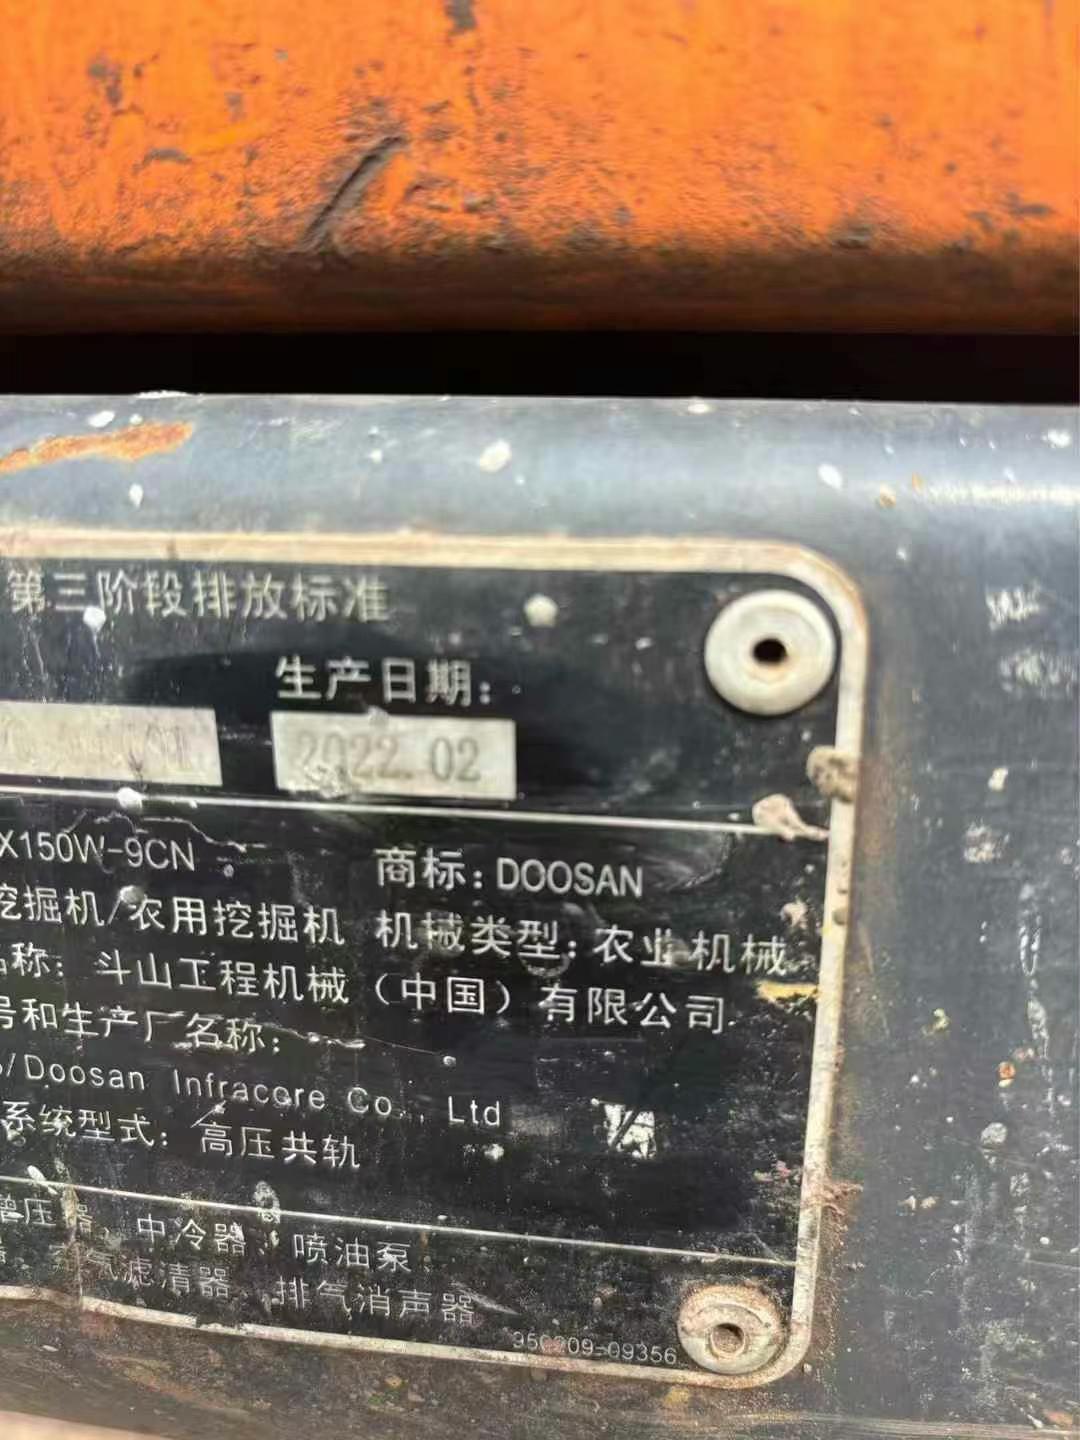 第三阶段排放标准
生产日期:
2022.02
X150W-9CN 商标: DOOSAN
挖掘机/农用挖掘机 机械类型: 农业机械
名称: 斗山工程机械（中国）有限公司
号和生产厂名称:
/Doosan Infracore Co., Ltd
系统型式: 高压共轨
增压器、中冷器、喷油泵
空气滤清器、排气消声器
950209-09356